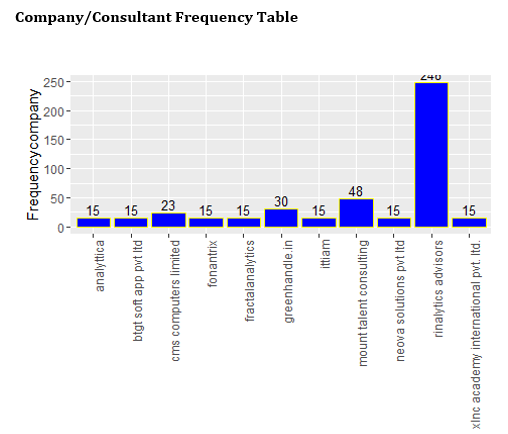 Company/Consultant Frequency Table
Frequencycompany
250
200
150
100
50
0
15 15 23 15 15 30 15 48 15 246 15
analyttica
btgt soft app pvt ltd
cms computers limited
fonantrix
fractalanalytics
greenhandle.in
ittiam
mount talent consulting
neova solutions pvt ltd
rinalytics advisors
xlnc academy international pvt. ltd.